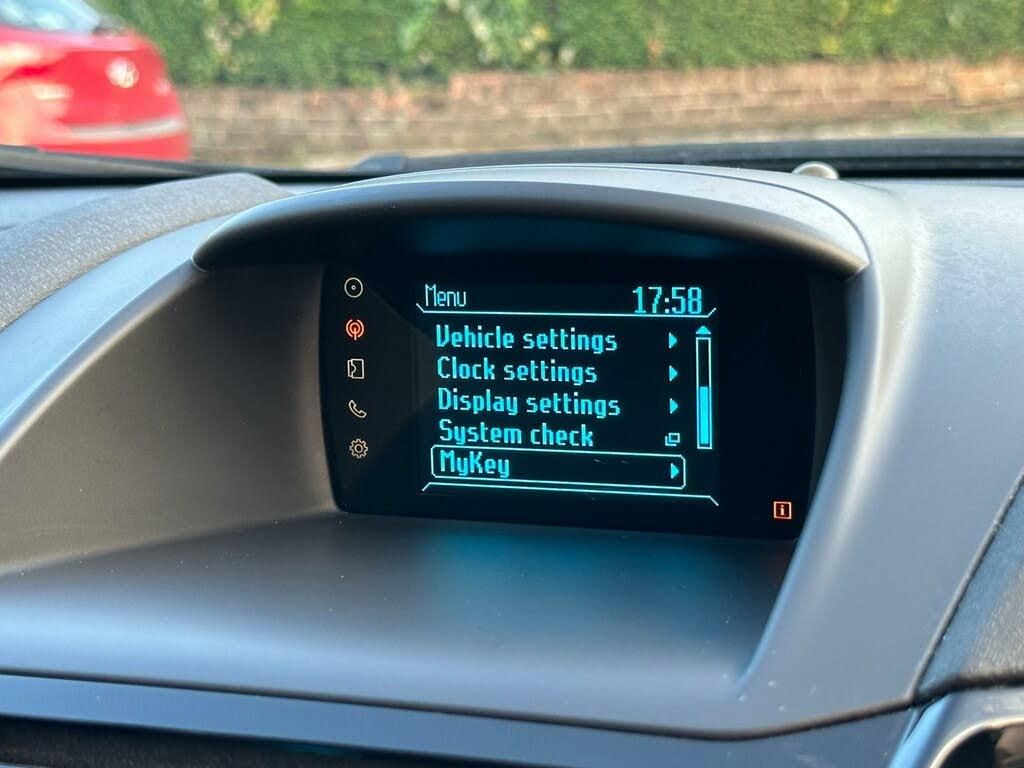 Menu 17:58
Vehicle settings
Clock settings
Display settings
System check
MyKey
i